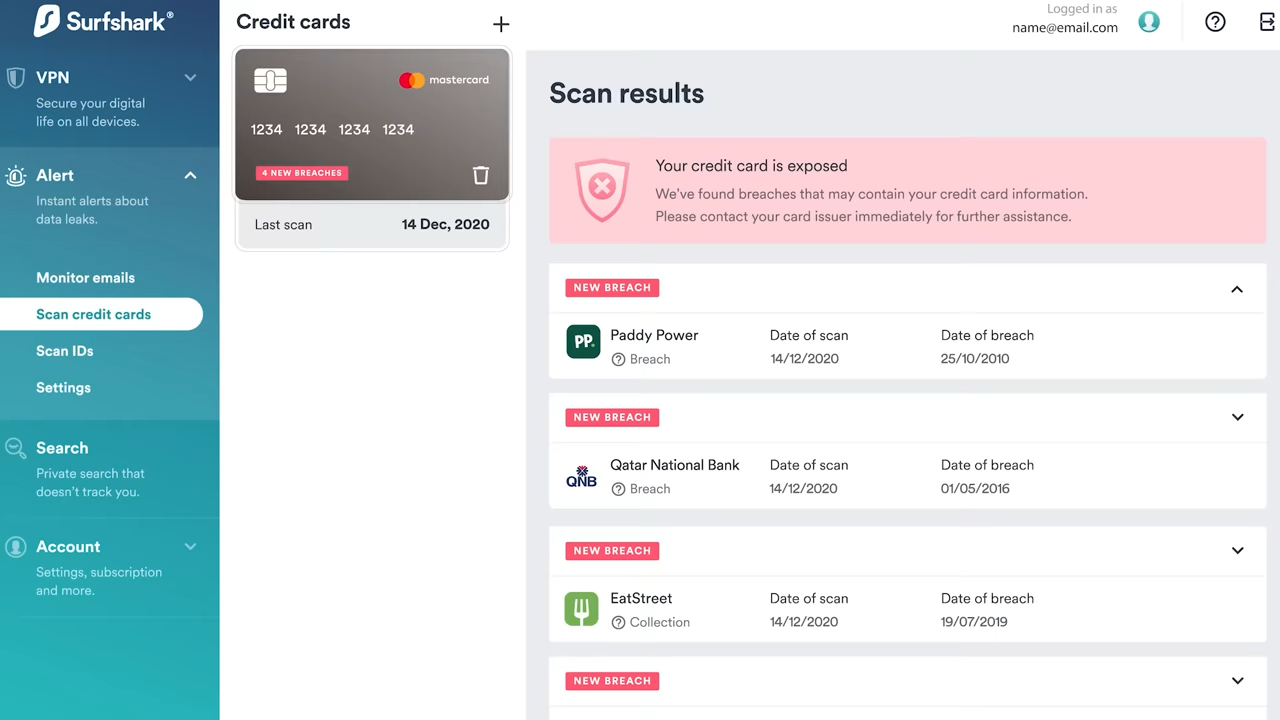 Surfshark®
VPN
Secure your digital
life on all devices.
Alert
Instant alerts about
data leaks.
Monitor emails
Scan credit cards
Scan IDs
Settings
Search
Private search that
doesn't track you.
Account
Settings, subscription
and more.
Credit cards
mastercard
1234 1234 1234 1234
4 NEW BREACHES
Last scan 14 Dec, 2020
Logged in as
name@email.com
Scan results
Your credit card is exposed
We've found breaches that may contain your credit card information.
Please contact your card issuer immediately for further assistance.
NEW BREACH
PP.
Paddy Power Date of scan Date of breach
Breach 14/12/2020 25/10/2010
NEW BREACH
QNB
Qatar National Bank Date of scan Date of breach
Breach 14/12/2020 01/05/2016
NEW BREACH
EatStreet Date of scan Date of breach
Collection 14/12/2020 19/07/2019
NEW BREACH